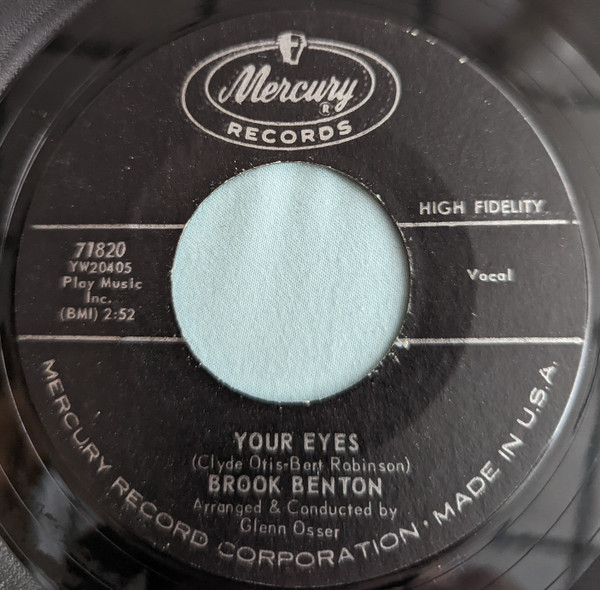 Mercury
®
RECORDS
HIGH FIDELITY
71820
YW20405
Play Music
Inc.
(BMI) 2:52
Vocal
YOUR EYES
(Clyde Otis-Bert Robinson)
BROOK BENTON
Arranged & Conducted by
Glenn Osser
MERCURY RECORD CORPORATION • MADE IN U.S.A.